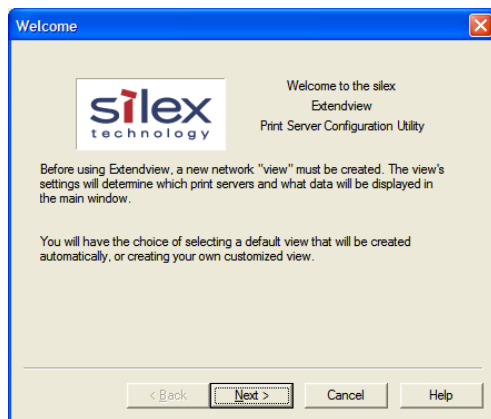 Welcome
silex
technology
Welcome to the silex
Extendview
Print Server Configuration Utility
Before using Extendview, a new network "view" must be created. The view's
settings will determine which print servers and what data will be displayed in
the main window.
You will have the choice of selecting a default view that will be created
automatically, or creating your own customized view.
< Back
Next >
Cancel
Help